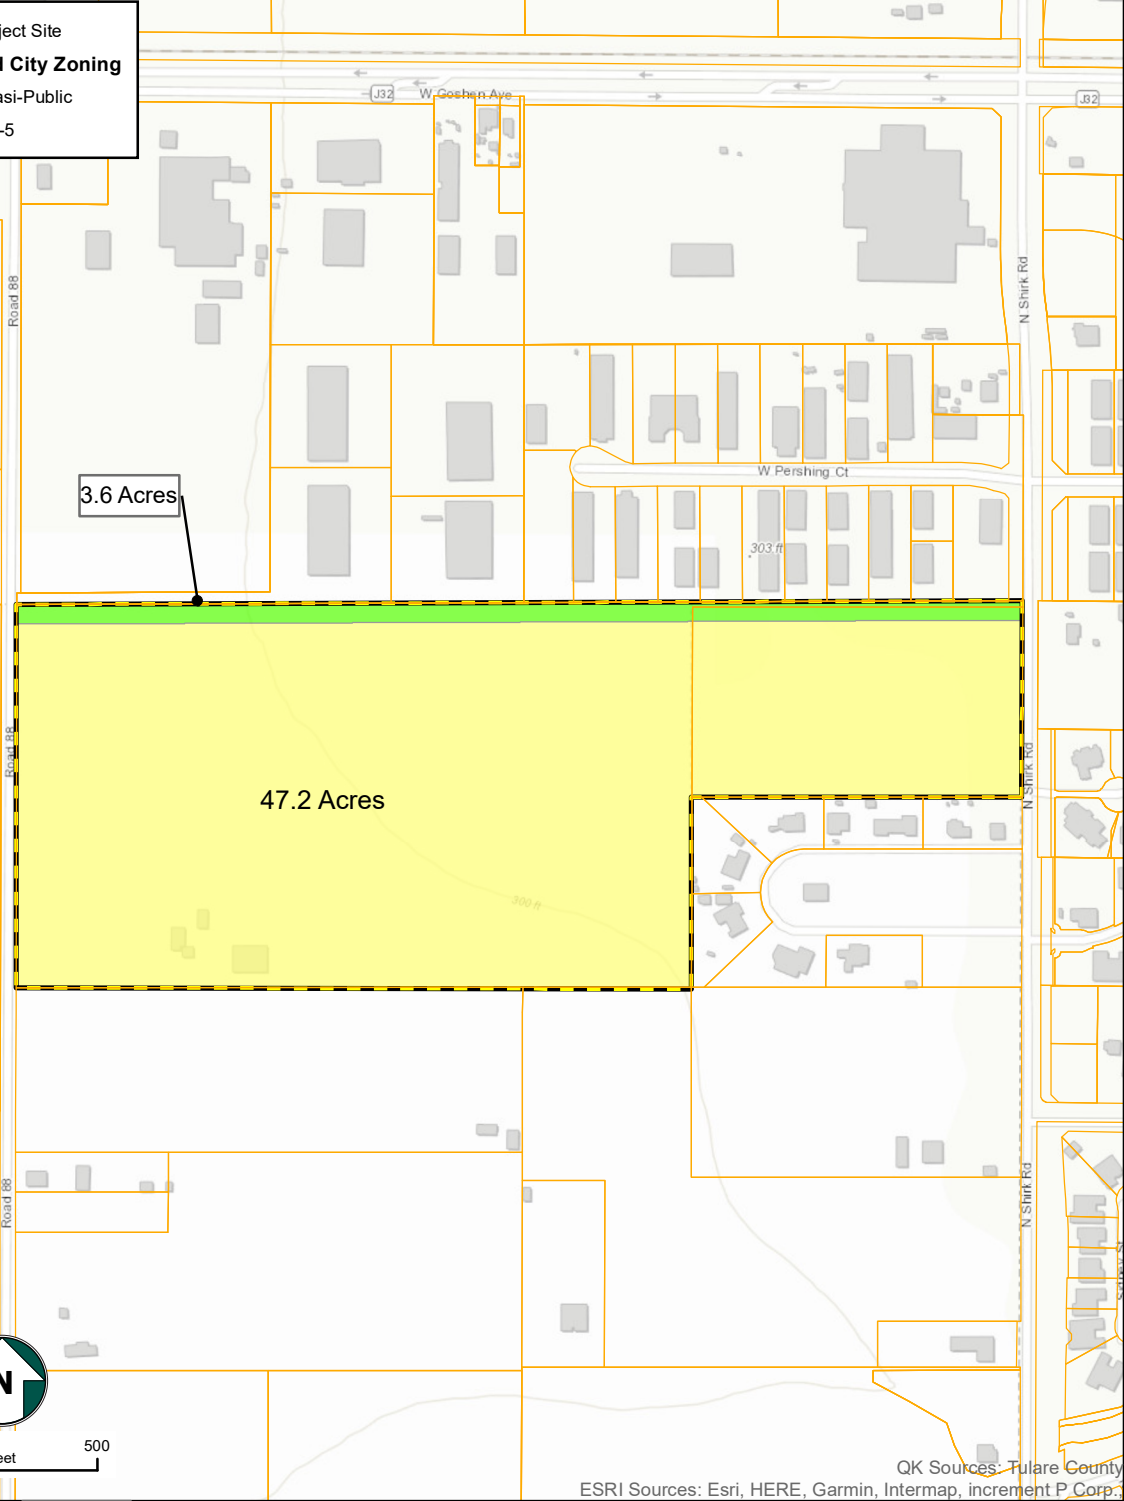 ject Site
l City Zoning
asi-Public
-5
J32
W Goshen Ave
J32
Road 88
N Shirk Rd
W Pershing Ct
3.6 Acres
303 ft
Road 88
N Shirk Rd
47.2 Acres
300 ft
Road 88
N Shirk Rd
N
eet
500
QK Sources: Tulare County
ESRI Sources: Esri, HERE, Garmin, Intermap, increment P Corp.,